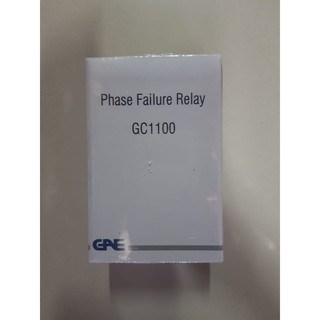 Phase Failure Relay
GC1100
GAE